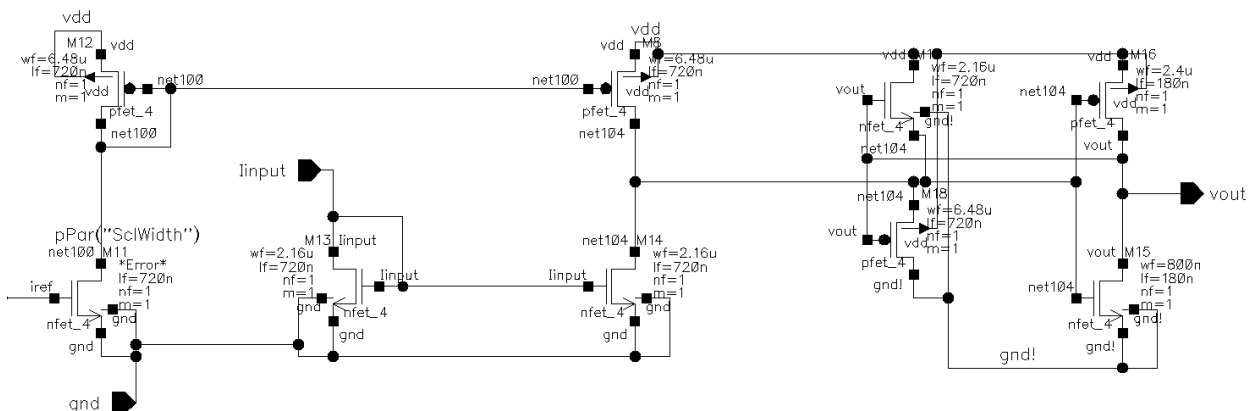 vdd
M12
vdd
wf=6.48u
lf=720n
nf=1
m=1
vdd
net100
pfet_4
net100
pPar("SclWidth")
net100
M11
*Error*
lf=720n
nf=1
m=1
iref
gnd
nfet_4
gnd
gnd
Iinput
M13
Iinput
wf=2.16u
lf=720n
nf=1
m=1
Iinput
gnd
nfet_4
gnd
vdd
vdd
wf=6.48u
lf=720n
nf=1
m=1
net100
vdd
pfet_4
net104
net104
M14
wf=2.16u
lf=720n
nf=1
m=1
Iinput
gnd
nfet_4
gnd
vdd
wf=2.16u
lf=720n
nf=1
m=1
vout
gnd!
nfet_4
net104
net104
M18
wf=6.48u
lf=720n
nf=1
m=1
vout
vdd
pfet_4
gnd!
vdd
M16
wf=2.4u
lf=180n
nf=1
m=1
net104
vdd
pfet_4
vout
vout
vout
M15
wf=800n
lf=180n
nf=1
m=1
net104
gnd!
nfet_4
gnd!
gnd!